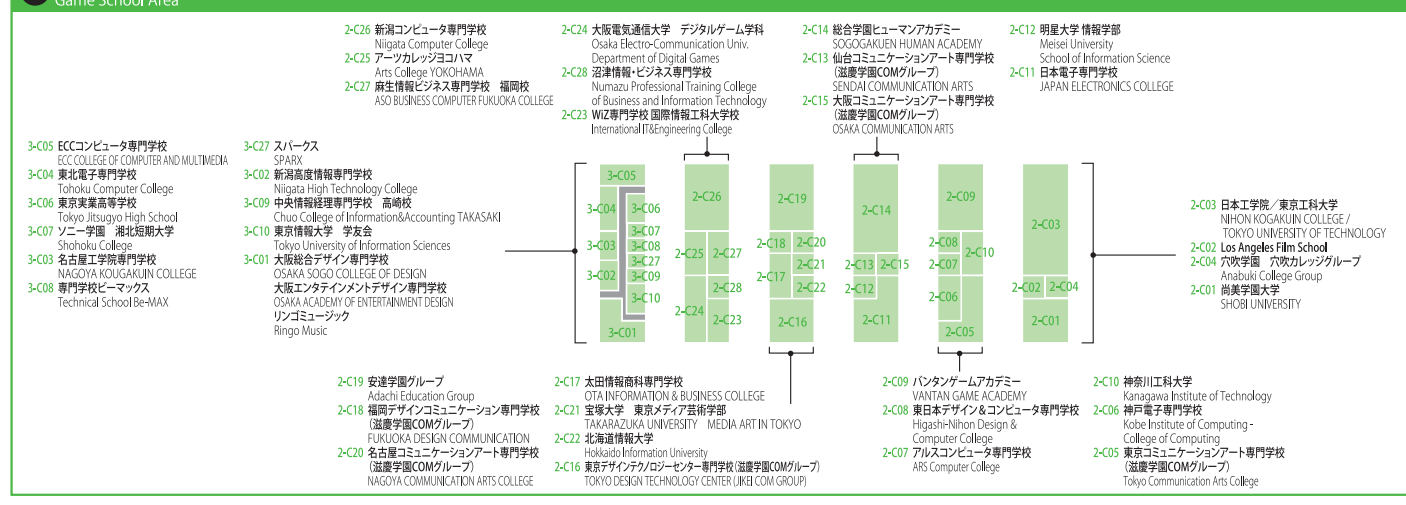 Game School Area
2-C26 新潟コンピュータ専門学校
Niigata Computer College
2-C25 アーツカレッジヨコハマ
Arts College YOKOHAMA
2-C27 麻生情報ビジネス専門学校　福岡校
ASO BUSINESS COMPUTER FUKUOKA COLLEGE
2-C24 大阪電気通信大学　デジタルゲーム学科
Osaka Electro-Communication Univ.
Department of Digital Games
2-C28 沼津情報・ビジネス専門学校
Numazu Professional Training College
of Business and Information Technology
2-C23 WiZ専門学校 国際情報工科大学校
International IT&Engineering College
2-C14 総合学園ヒューマンアカデミー
SOGOGAKUEN HUMAN ACADEMY
2-C13 仙台コミュニケーションアート専門学校
(滋慶学園COMグループ)
SENDAI COMMUNICATION ARTS
2-C15 大阪コミュニケーションアート専門学校
(滋慶学園COMグループ)
OSAKA COMMUNICATION ARTS
2-C12 明星大学 情報学部
Meisei University
School of Information Science
2-C11 日本電子専門学校
JAPAN ELECTRONICS COLLEGE
3-C05 ECCコンピュータ専門学校
ECC COLLEGE OF COMPUTER AND MULTIMEDIA
3-C04 東北電子専門学校
Tohoku Computer College
3-C06 東京実業高等学校
Tokyo Jitsugyo High School
3-C07 ソニー学園　湘北短期大学
Shohoku College
3-C03 名古屋工学院専門学校
NAGOYA KOUGAKUIN COLLEGE
3-C08 専門学校ビーマックス
Technical School Be-MAX
3-C27 スパークス
SPARX
3-C02 新潟高度情報専門学校
Niigata High Technology College
3-C09 中央情報経理専門学校　高崎校
Chuo College of Information&Accounting TAKASAKI
3-C10 東京情報大学　学友会
Tokyo University of Information Sciences
3-C01 大阪総合デザイン専門学校
OSAKA SOGO COLLEGE OF DESIGN
大阪エンタテインメントデザイン専門学校
OSAKA ACADEMY OF ENTERTAINMENT DESIGN
リンゴミュージック
Ringo Music
3-C05
3-C04
3-C06
3-C07
3-C03
3-C08
3-C27
3-C02
3-C09
3-C10
3-C01
2-C26
2-C25
2-C27
2-C28
2-C24
2-C23
2-C19
2-C18
2-C20
2-C21
2-C17
2-C22
2-C16
2-C14
2-C13
2-C15
2-C12
2-C11
2-C09
2-C08
2-C10
2-C07
2-C06
2-C05
2-C03
2-C02
2-C04
2-C01
2-C03 日本工学院／東京工科大学
NIHON KOGAKUIN COLLEGE /
TOKYO UNIVERSITY OF TECHNOLOGY
2-C02 Los Angeles Film School
2-C04 穴吹学園　穴吹カレッジグループ
Anabuki College Group
2-C01 尚美学園大学
SHOBI UNIVERSITY
2-C19 安達学園グループ
Adachi Education Group
2-C18 福岡デザインコミュニケーション専門学校
(滋慶学園COMグループ)
FUKUOKA DESIGN COMMUNICATION
2-C20 名古屋コミュニケーションアート専門学校
(滋慶学園COMグループ)
NAGOYA COMMUNICATION ARTS COLLEGE
2-C17 太田情報商科専門学校
OTA INFORMATION & BUSINESS COLLEGE
2-C21 宝塚大学　東京メディア芸術学部
TAKARAZUKA UNIVERSITY　MEDIA ART IN TOKYO
2-C22 北海道情報大学
Hokkaido Information University
2-C16 東京デザインテクノロジーセンター専門学校(滋慶学園COMグループ)
TOKYO DESIGN TECHNOLOGY CENTER (JIKEI COM GROUP)
2-C09 バンタンゲームアカデミー
VANTAN GAME ACADEMY
2-C08 東日本デザイン＆コンピュータ専門学校
Higashi-Nihon Design &
Computer College
2-C07 アルスコンピュータ専門学校
ARS Computer College
2-C10 神奈川工科大学
Kanagawa Institute of Technology
2-C06 神戸電子専門学校
Kobe Institute of Computing -
College of Computing
2-C05 東京コミュニケーションアート専門学校
(滋慶学園COMグループ)
Tokyo Communication Arts College